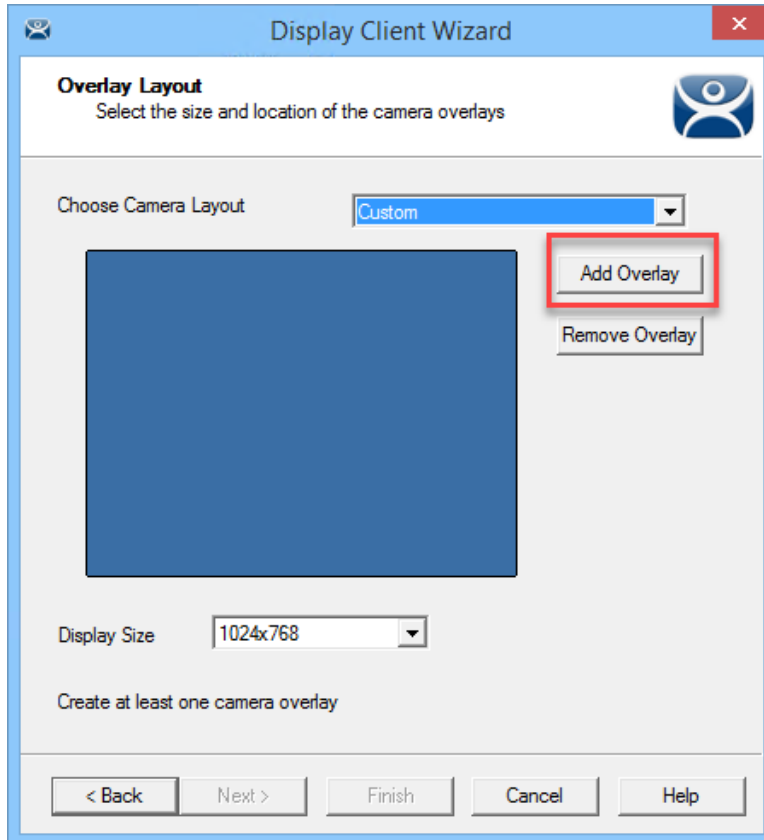 Display Client Wizard
Overlay Layout
Select the size and location of the camera overlays
Choose Camera Layout
Custom
Add Overlay
Remove Overlay
Display Size
1024x768
Create at least one camera overlay
< Back
Next >
Finish
Cancel
Help